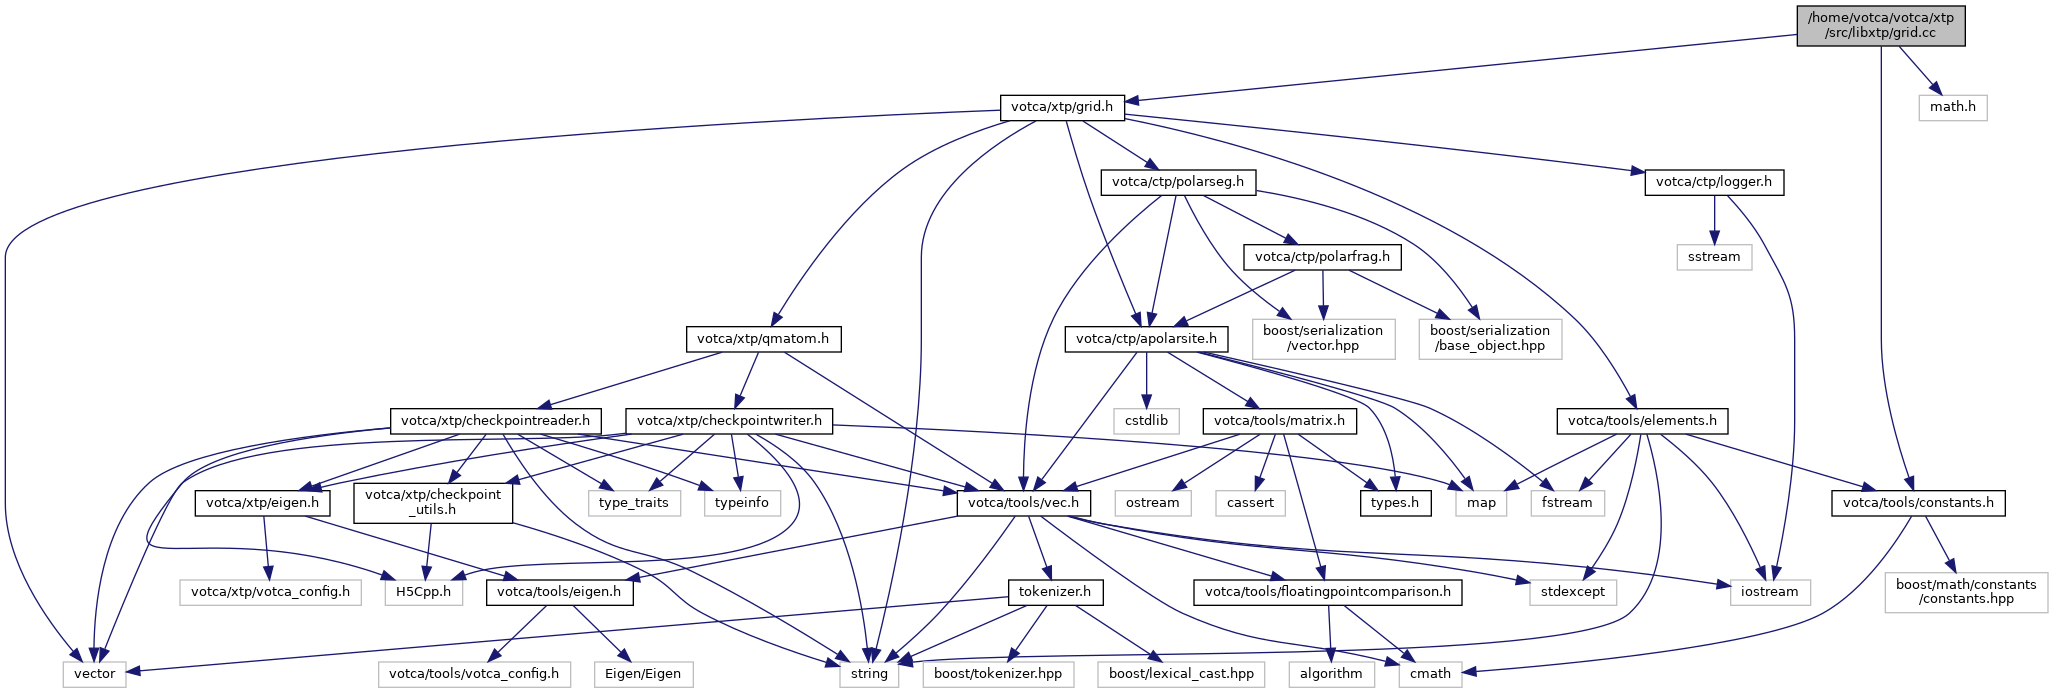 /home/votca/votca/xtp
/src/libxtp/grid.cc
votca/xtp/grid.h
math.h
votca/ctp/polarseg.h
votca/ctp/logger.h
votca/ctp/polarfrag.h
sstream
votca/xtp/qmatom.h
votca/ctp/apolarsite.h
boost/serialization
/vector.hpp
boost/serialization
/base_object.hpp
votca/xtp/checkpointreader.h
votca/xtp/checkpointwriter.h
cstdlib
votca/tools/matrix.h
votca/tools/elements.h
votca/xtp/eigen.h
votca/xtp/checkpoint
_utils.h
type_traits
typeinfo
votca/tools/vec.h
ostream
cassert
types.h
map
fstream
votca/tools/constants.h
votca/xtp/votca_config.h
H5Cpp.h
votca/tools/eigen.h
tokenizer.h
votca/tools/floatingpointcomparison.h
stdexcept
iostream
boost/math/constants
/constants.hpp
vector
votca/tools/votca_config.h
Eigen/Eigen
string
boost/tokenizer.hpp
boost/lexical_cast.hpp
algorithm
cmath